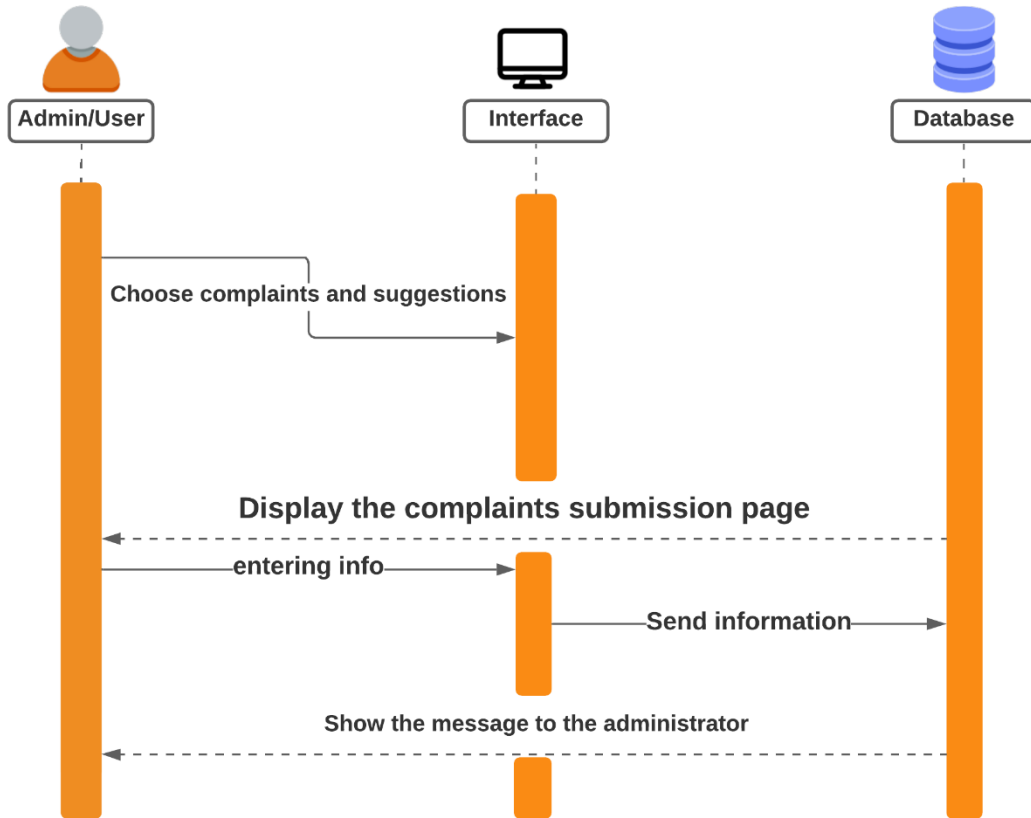 Admin/User
Interface
Database
Choose complaints and suggestions
Display the complaints submission page
entering info
Send information
Show the message to the administrator